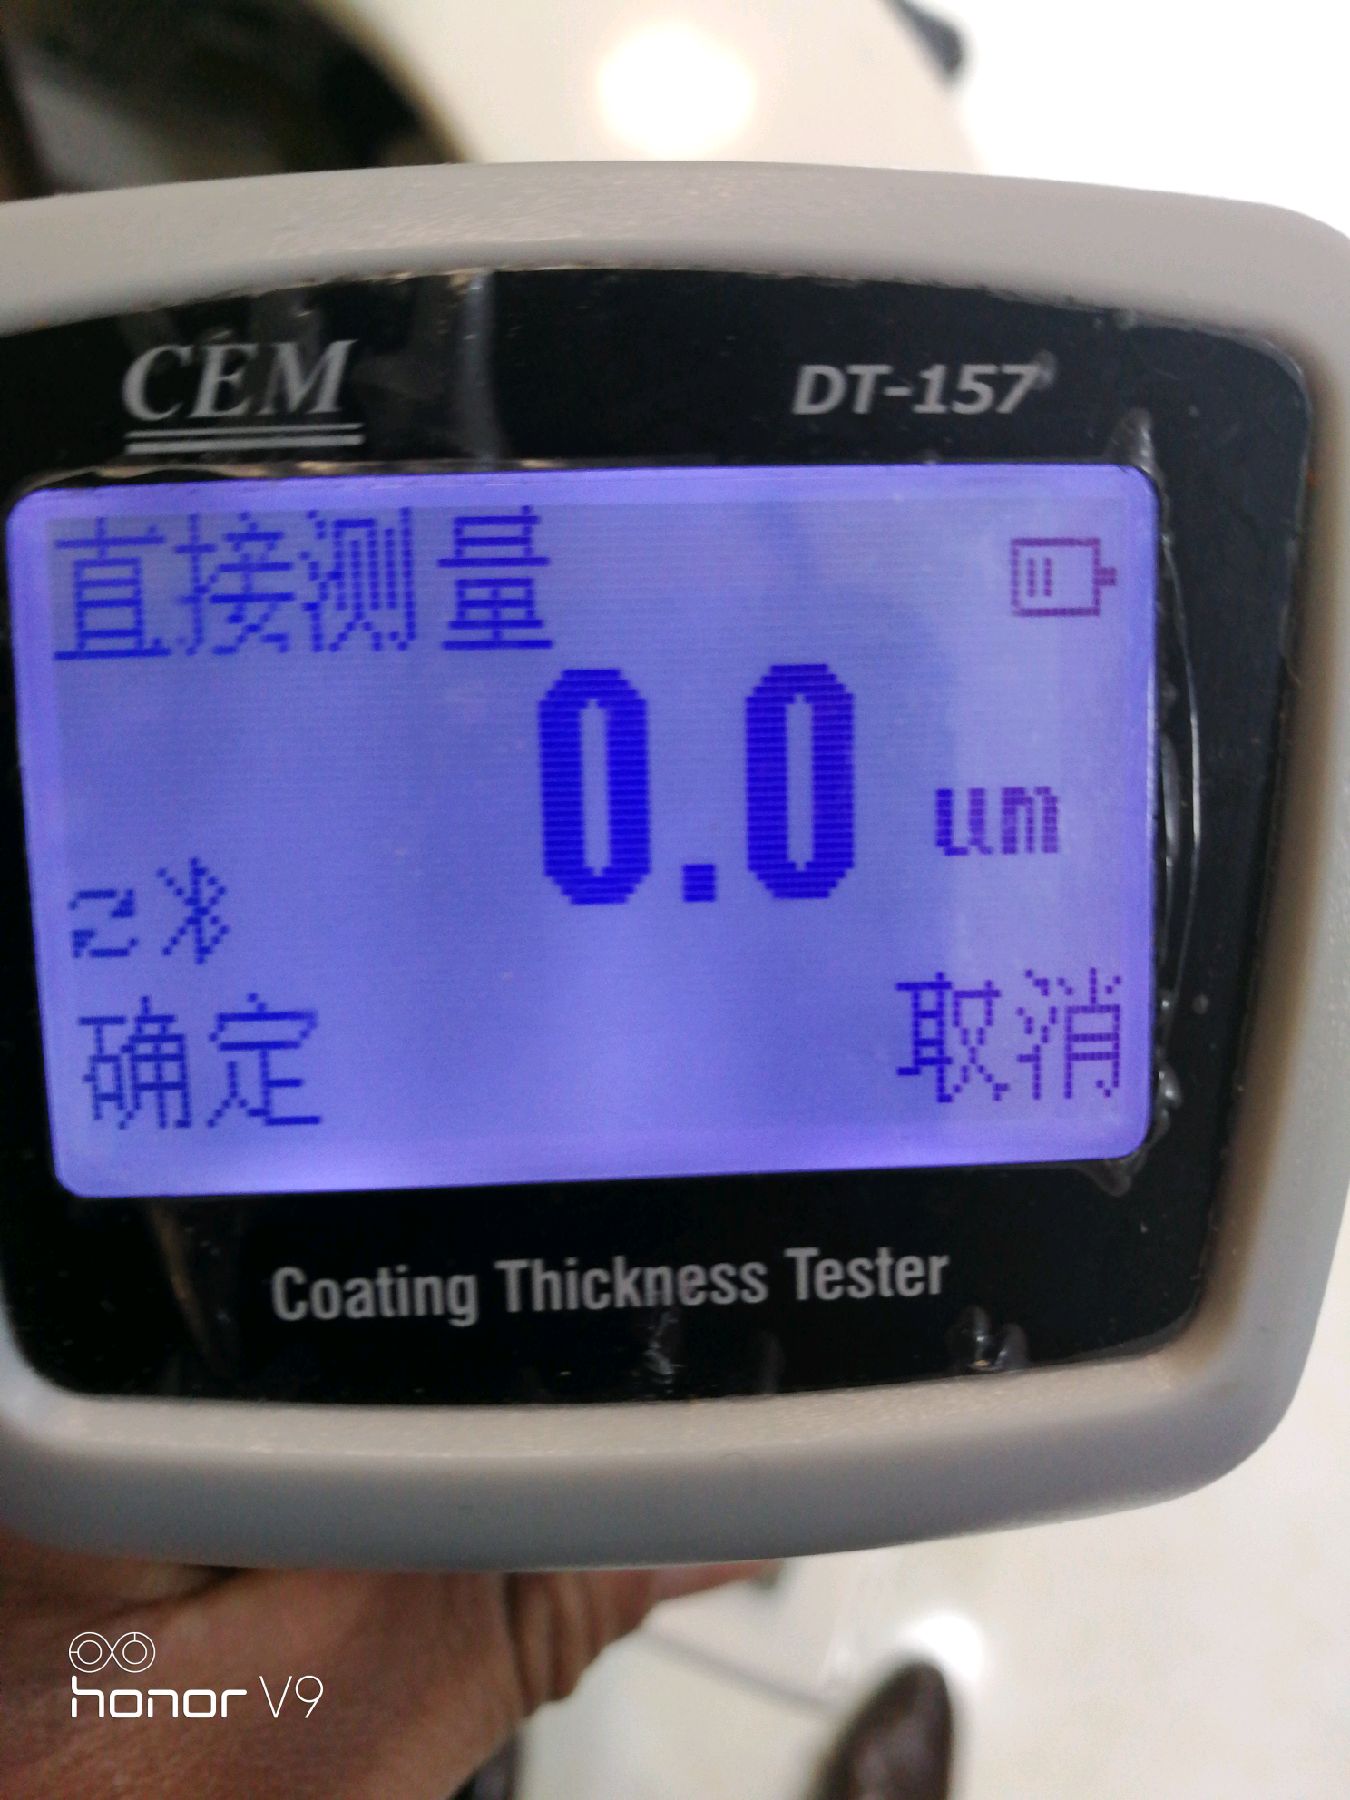 CEM
DT-157
直接测量
0.0 um
确定
取消
Coating Thickness Tester
honor V9